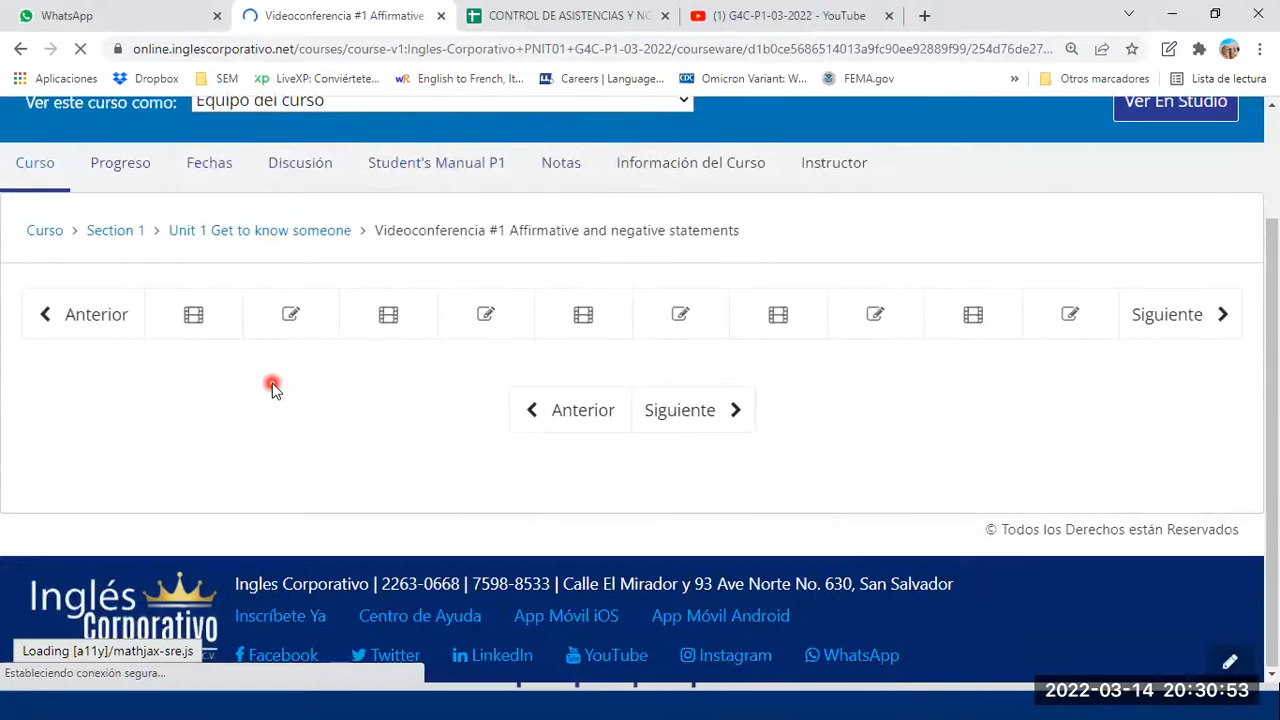 WhatsApp
Videoconferencia #1 Affirmative
CONTROL DE ASISTENCIAS Y NO
(1) G4C-P1-03-2022 - YouTube
online.inglescorporativo.net/courses/course-v1:Ingles-Corporativo+PNIT01+G4C-P1-03-2022/courseware/d1b0ce5686514013a9fc90ee92889f99/254d76de27...
Aplicaciones
Dropbox
SEM
LiveXP: Conviértete...
English to French, It...
Careers | Language...
Omicron Variant: W...
FEMA.gov
»
Otros marcadores
Lista de lectura
Ver este curso como:
Equipo del curso
Ver En Studio
Curso
Progreso
Fechas
Discusión
Student's Manual P1
Notas
Información del Curso
Instructor
Curso > Section 1 > Unit 1 Get to know someone > Videoconferencia #1 Affirmative and negative statements
Anterior
Siguiente
Anterior
Siguiente
© Todos los Derechos están Reservados
Inglés
Corporativo
Ingles Corporativo | 2263-0668 | 7598-8533 | Calle El Mirador y 93 Ave Norte No. 630, San Salvador
Inscríbete Ya
Centro de Ayuda
App Móvil iOS
App Móvil Android
Facebook
Twitter
LinkedIn
YouTube
Instagram
WhatsApp
Loading [a11y]/mathjax-sre.js
Estableciendo conexión segura...
2022-03-14 20:30:53